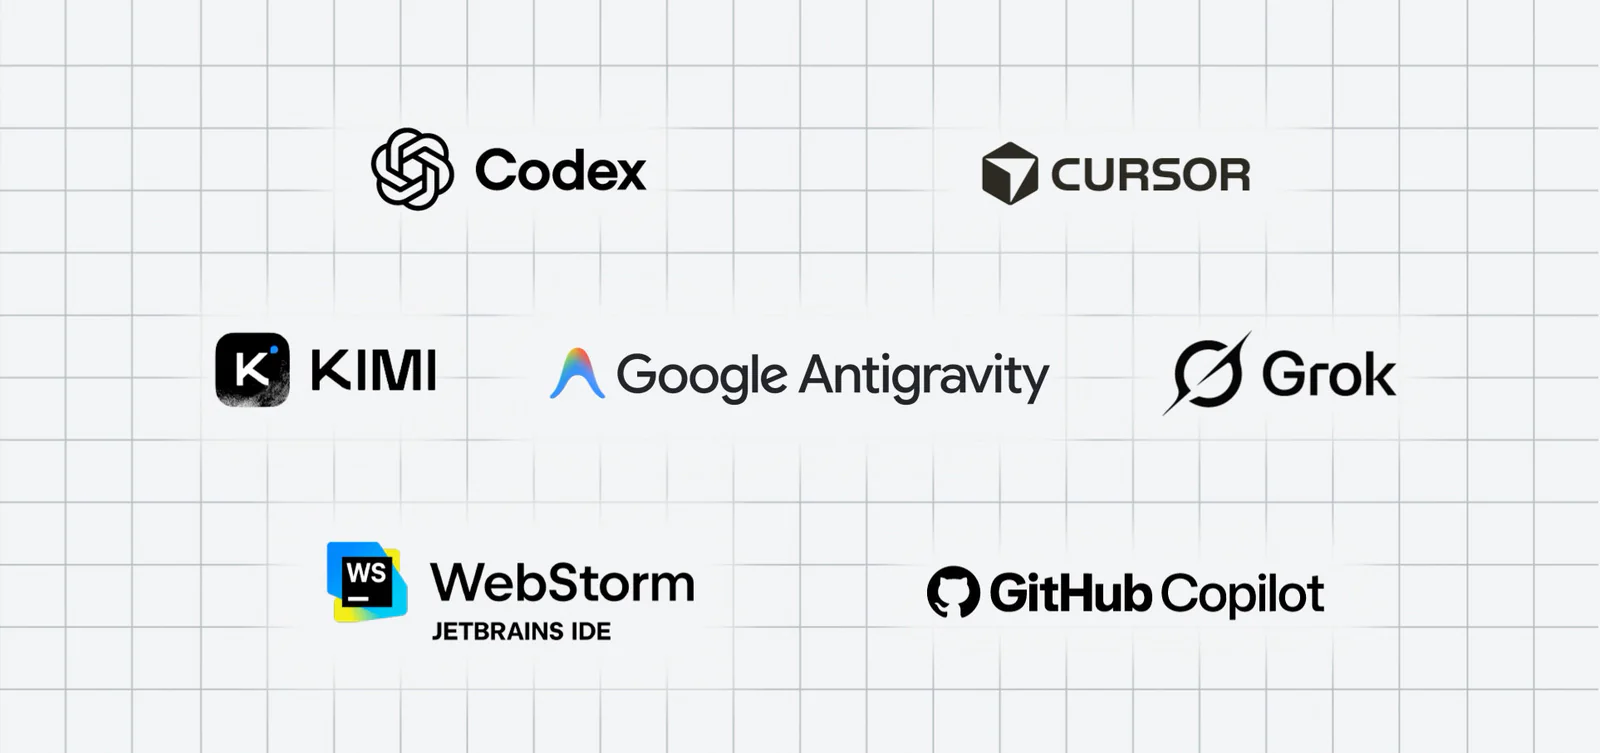 Codex
CURSOR
K KIMI
Google Antigravity
Grok
WS WebStorm
JETBRAINS IDE
GitHub Copilot